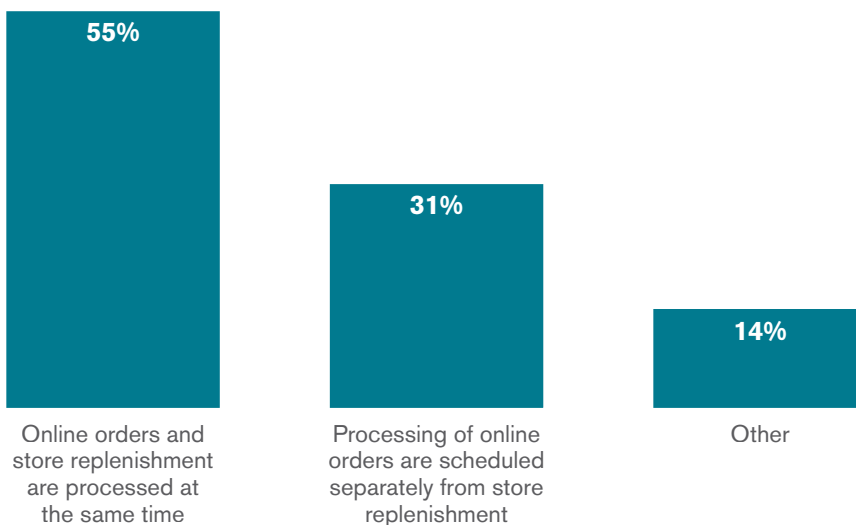 55%
31%
14%
Online orders and
store replenishment
are processed at
the same time
Processing of online
orders are scheduled
separately from store
replenishment
Other